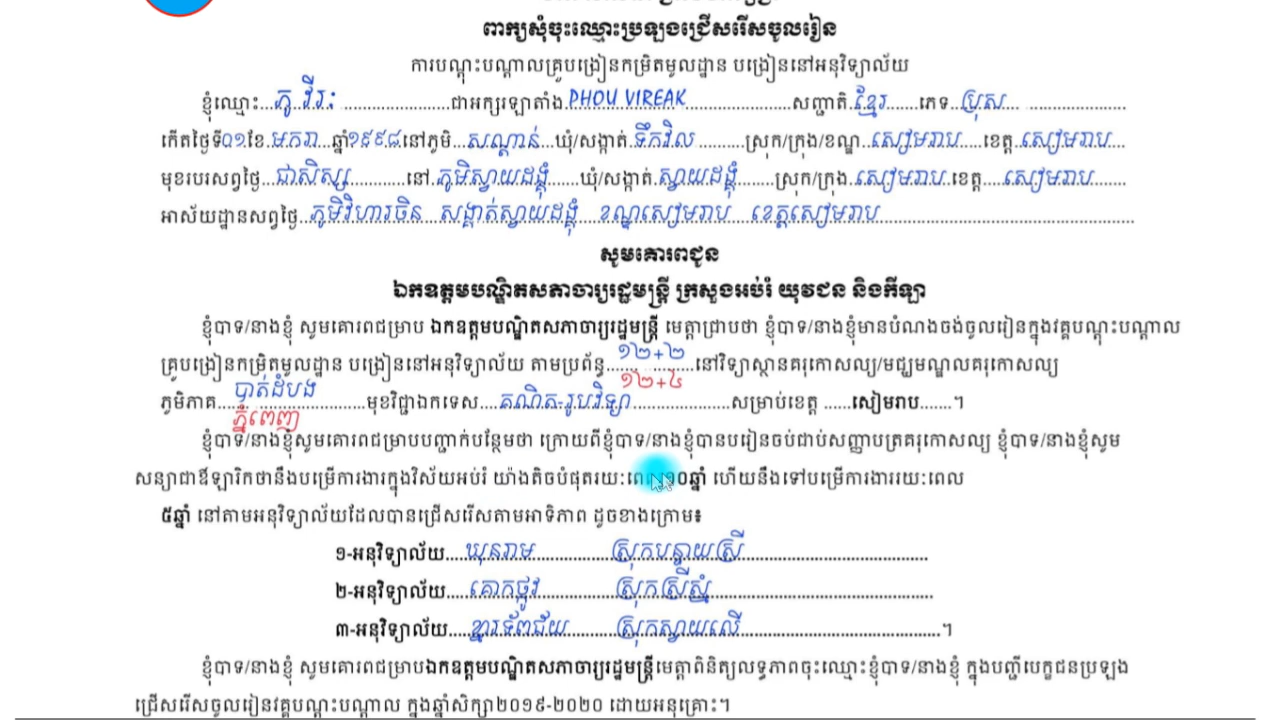 ពាក្យសុំចុះឈ្មោះប្រឡងជ្រើសរើសចូលរៀន
ការបណ្តុះបណ្តាលគ្រូបង្រៀនកម្រិតមូលដ្ឋាន បង្រៀននៅអនុវិទ្យាល័យ
ខ្ញុំឈ្មោះ...ភូ វីរៈ......................ជាអក្សរឡាតាំង PHOU VIREAK......................សញ្ជាតិ.ខ្មែរ.......ភេទ..ប្រុស.... ....................
កើតថ្ងៃទី០១.ខែ.មករា...ឆ្នាំ១៩៩៨.នៅភូមិ...សណ្តាន់...ឃុំ/សង្កាត់.ទឹកវិល..........ស្រុក/ក្រុង/ខណ្ឌ..សៀមរាប.....ខេត្ត.សៀមរាប...
មុខរបរសព្វថ្ងៃ...ជាសិស្ស............នៅ.ភូមិស្វាយដង្គុំ......ឃុំ/សង្កាត់.ស្វាយដង្គុំ.......ស្រុក/ក្រុង.សៀមរាប.ខេត្ត....សៀមរាប.......
អាស័យដ្ឋានសព្វថ្ងៃ..ភូមិវិហារចិន សង្កាត់ស្វាយដង្គុំ ខណ្ឌសៀមរាប ខេត្តសៀមរាប......................................................
សូមគោរពជូន
ឯកឧត្តមបណ្ឌិតសភាចារ្យរដ្ឋមន្ត្រី ក្រសួងអប់រំ យុវជន និងកីឡា
ខ្ញុំបាទ/នាងខ្ញុំ សូមគោរពជម្រាប ឯកឧត្តមបណ្ឌិតសភាចារ្យរដ្ឋមន្ត្រី មេត្តាជ្រាបថា ខ្ញុំបាទ/នាងខ្ញុំមានបំណងចង់ចូលរៀនក្នុងវគ្គបណ្តុះបណ្តាល
គ្រូបង្រៀនកម្រិតមូលដ្ឋាន បង្រៀននៅអនុវិទ្យាល័យ តាមប្រព័ន្ធ...១២+២...........នៅវិទ្យាស្ថានគរុកោសល្យ/មជ្ឈមណ្ឌលគរុកោសល្យ
១២+៤
ភូមិភាគ...បាត់ដំបង............មុខវិជ្ជាឯកទេស....គណិត-រូបវិទ្យា......................សម្រាប់ខេត្ត ......សៀមរាប.......។
ភ្នំពេញ
ខ្ញុំបាទ/នាងខ្ញុំសូមគោរពជម្រាបបញ្ជាក់បន្ថែមថា ក្រោយពីខ្ញុំបាទ/នាងខ្ញុំបានបរៀនចប់ជាប់សញ្ញាបត្រគរុកោសល្យ ខ្ញុំបាទ/នាងខ្ញុំសូម
សន្យាជាឪឡារិកថានឹងបម្រើការងារក្នុងវិស័យអប់រំ យ៉ាងតិចបំផុតរយៈពេល១០ឆ្នាំ ហើយនឹងទៅបម្រើការងាររយៈពេល
៥ឆ្នាំ នៅតាមអនុវិទ្យាល័យដែលបានជ្រើសរើសតាមអាទិភាព ដូចខាងក្រោម៖
១-អនុវិទ្យាល័យ....ឃុនរាម ស្រុកបន្ទាយស្រី........................................
២-អនុវិទ្យាល័យ.....គោកថ្កូវ ស្រុកស្រីស្នំ................................................
៣-អនុវិទ្យាល័យ.....ខ្នារទ័ពជ័យ ស្រុកស្វាយលើ..........................................។
ខ្ញុំបាទ/នាងខ្ញុំ សូមគោរពជម្រាបឯកឧត្តមបណ្ឌិតសភាចារ្យរដ្ឋមន្ត្រីមេត្តាពិនិត្យលទ្ធភាពចុះឈ្មោះខ្ញុំបាទ/នាងខ្ញុំ ក្នុងបញ្ជីបេក្ខជនប្រឡង
ជ្រើសរើសចូលរៀនវគ្គបណ្តុះបណ្តាល ក្នុងឆ្នាំសិក្សា២០១៩-២០២០ ដោយអនុគ្រោះ។